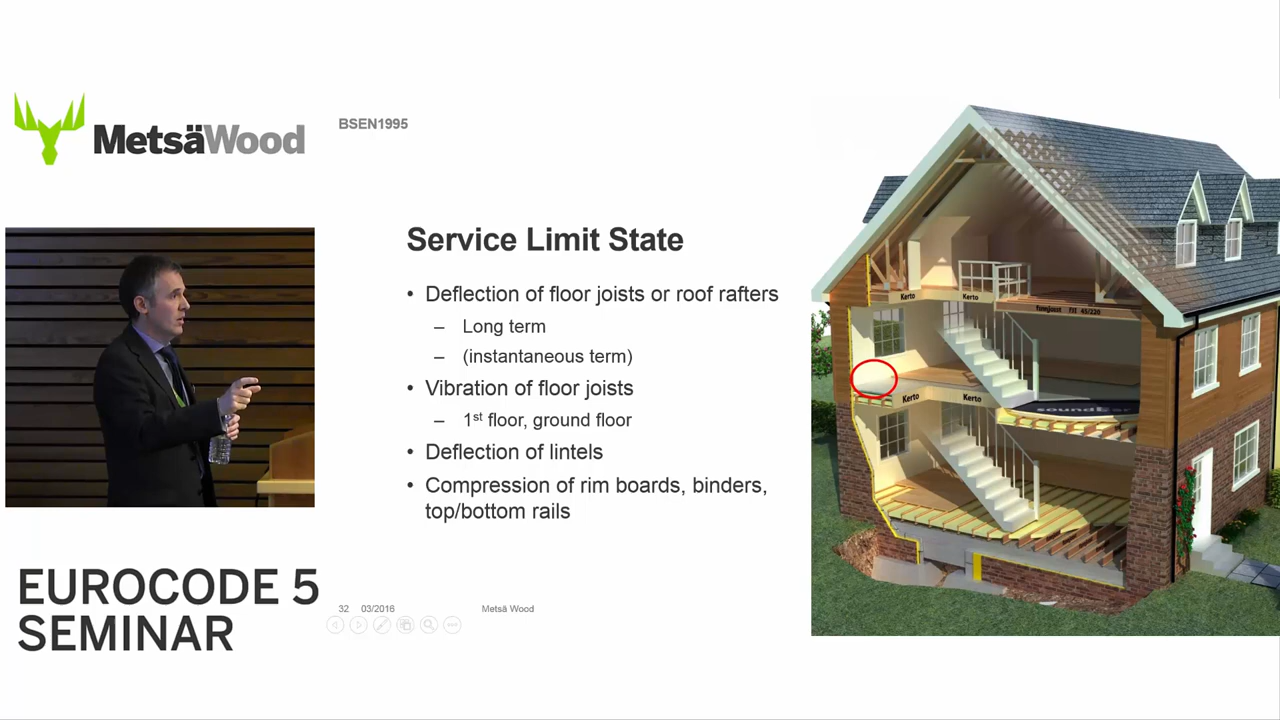 MetsäWood
BSEN1995
Service Limit State
• Deflection of floor joists or roof rafters
– Long term
– (instantaneous term)
• Vibration of floor joists
– 1st floor, ground floor
• Deflection of lintels
• Compression of rim boards, binders,
top/bottom rails
EUROCODE 5
SEMINAR
32 03/2016 Metsä Wood
Kerto Kerto
Kerto Kerto